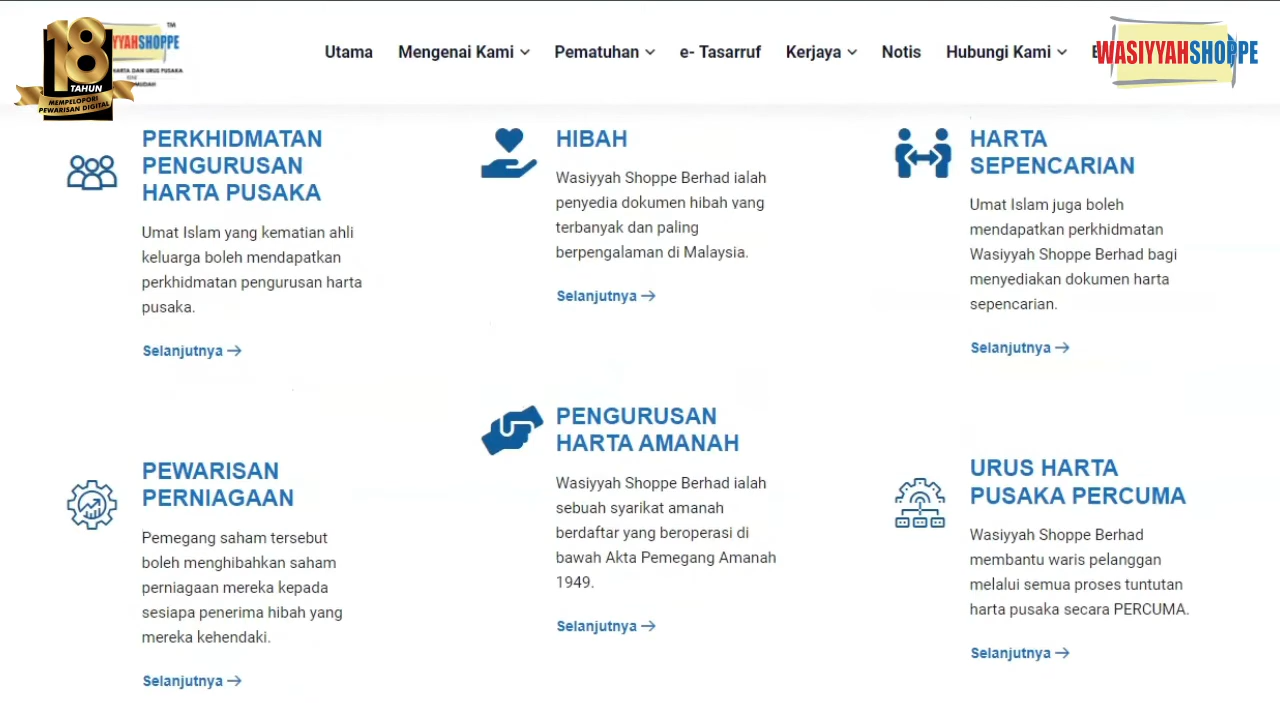 18
TAHUN
MEMPELOPORI
PEWARISAN DIGITAL
YYAHSHOPPE
TM
HARTA DAN URUS PUSAKA
Utama
Mengenai Kami
Pematuhan
e- Tasarruf
Kerjaya
Notis
Hubungi Kami
WASIYYAHSHOPPE
PERKHIDMATAN
PENGURUSAN
HARTA PUSAKA
Umat Islam yang kematian ahli
keluarga boleh mendapatkan
perkhidmatan pengurusan harta
pusaka.
Selanjutnya →
HIBAH
Wasiyyah Shoppe Berhad ialah
penyedia dokumen hibah yang
terbanyak dan paling
berpengalaman di Malaysia.
Selanjutnya →
HARTA
SEPENCARIAN
Umat Islam juga boleh
mendapatkan perkhidmatan
Wasiyyah Shoppe Berhad bagi
menyediakan dokumen harta
sepencarian.
Selanjutnya →
PEWARISAN
PERNIAGAAN
Pemegang saham tersebut
boleh menghibahkan saham
perniagaan mereka kepada
sesiapa penerima hibah yang
mereka kehendaki.
Selanjutnya →
PENGURUSAN
HARTA AMANAH
Wasiyyah Shoppe Berhad ialah
sebuah syarikat amanah
berdaftar yang beroperasi di
bawah Akta Pemegang Amanah
1949.
Selanjutnya →
URUS HARTA
PUSAKA PERCUMA
Wasiyyah Shoppe Berhad
membantu waris pelanggan
melalui semua proses tuntutan
harta pusaka secara PERCUMA.
Selanjutnya →